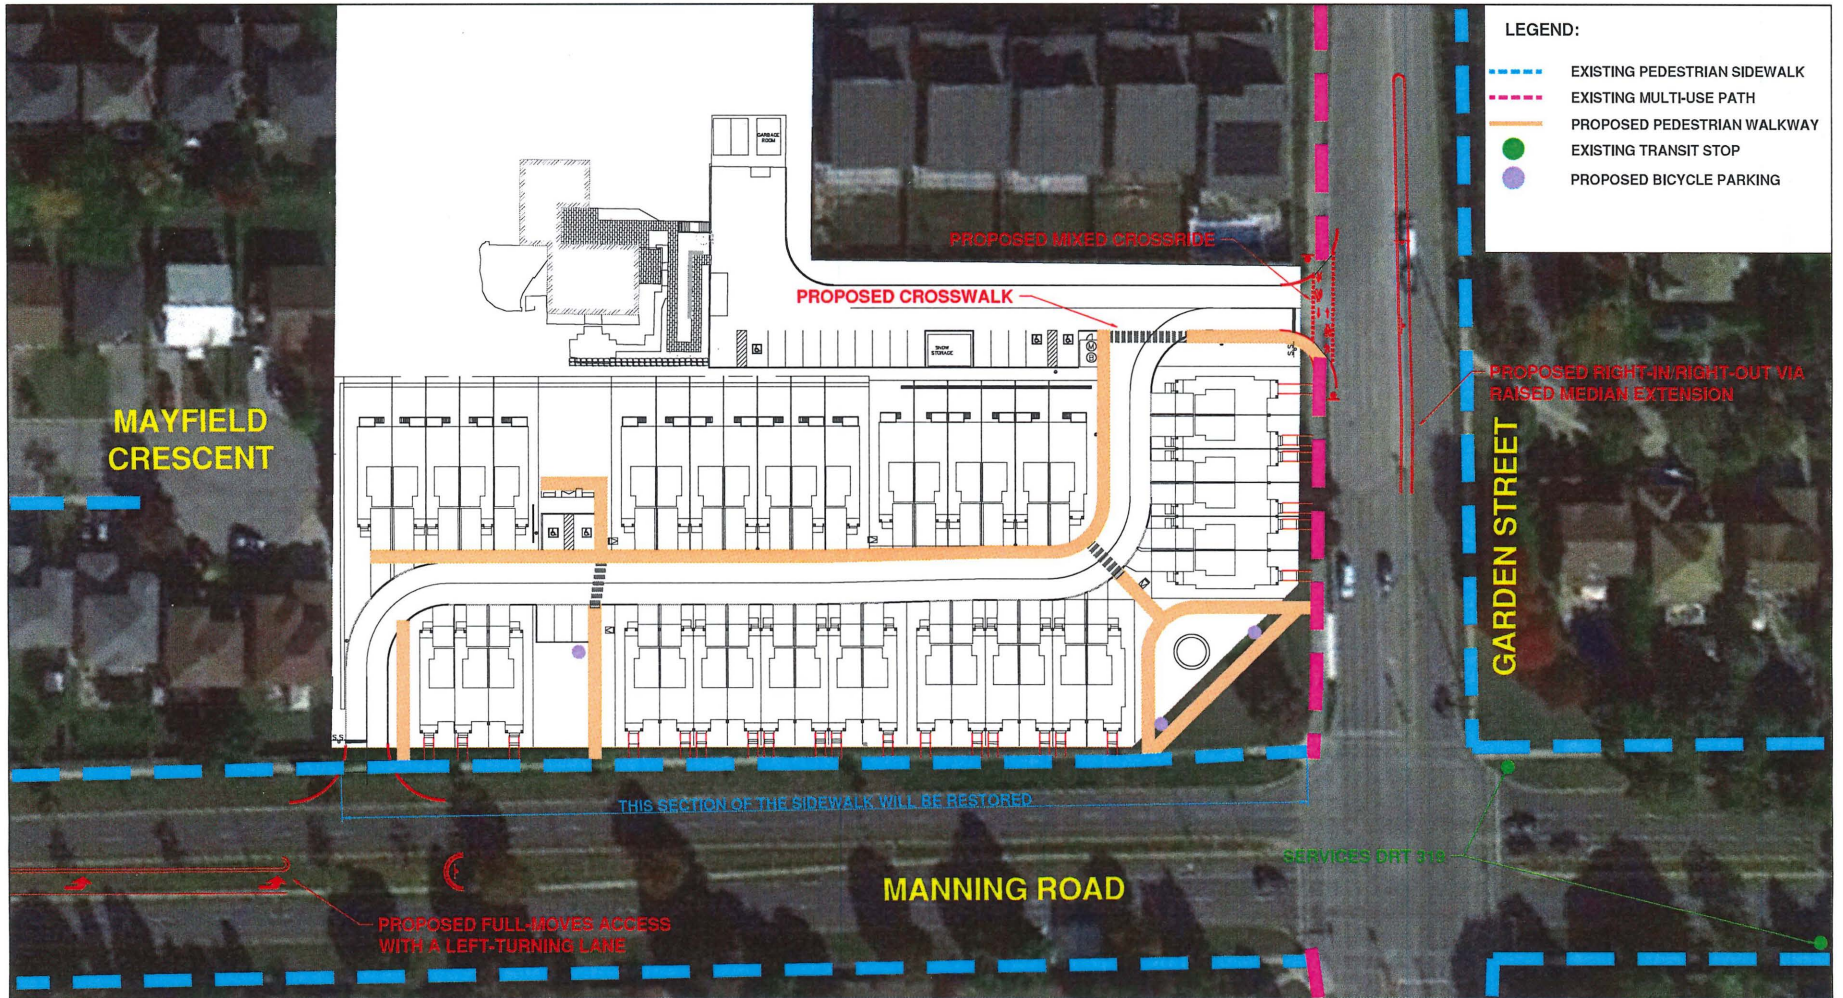 LEGEND:
EXISTING PEDESTRIAN SIDEWALK
EXISTING MULTI-USE PATH
PROPOSED PEDESTRIAN WALKWAY
EXISTING TRANSIT STOP
PROPOSED BICYCLE PARKING
GARBAGE
ROOM
PROPOSED MIXED CROSSRIDE
PROPOSED CROSSWALK
SNOW
STORAGE
M
PROPOSED RIGHT-IN/RIGHT-OUT VIA
RAISED MEDIAN EXTENSION
MAYFIELD
CRESCENT
GARDEN STREET
THIS SECTION OF THE SIDEWALK WILL BE RESTORED
MANNING ROAD
PROPOSED FULL-MOVES ACCESS
WITH A LEFT-TURNING LANE